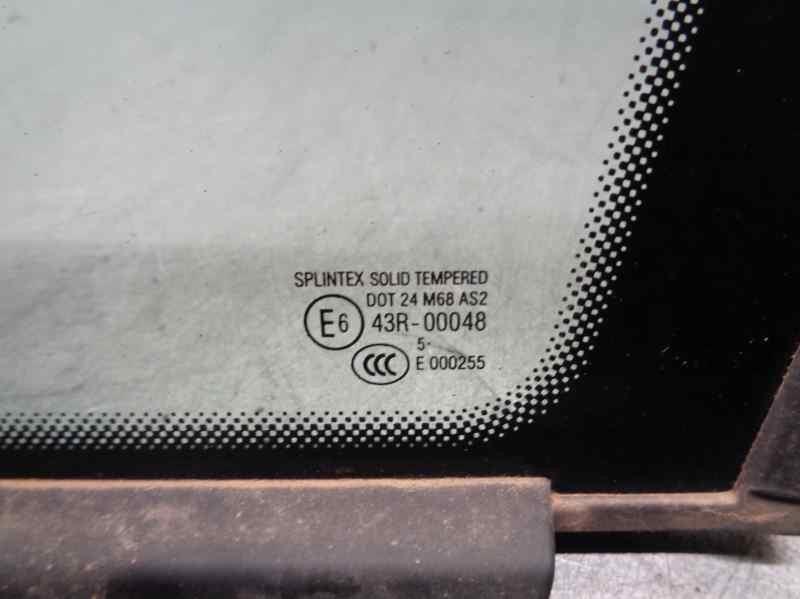 SPLINTEX SOLID TEMPERED
DOT 24 M68 AS2
E6 43R-00048
5·
CCC E 000255